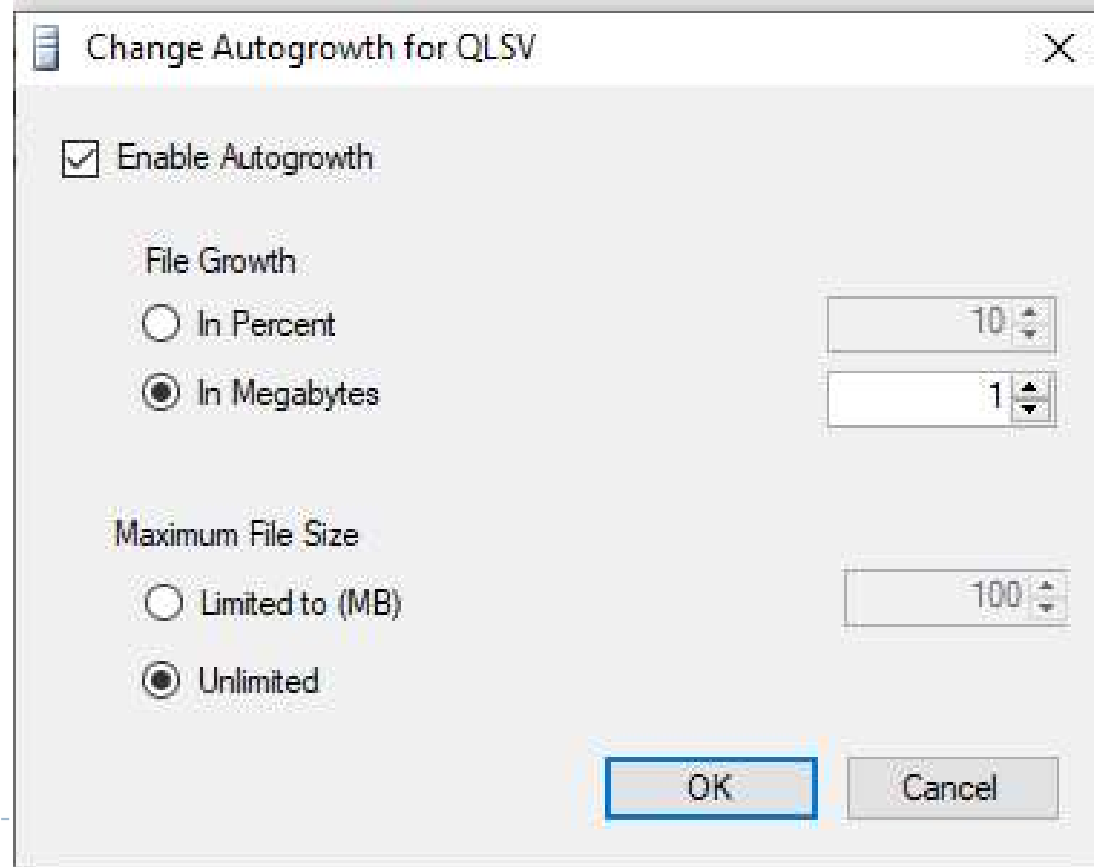 Change Autogrowth for QLSV
Enable Autogrowth
File Growth
In Percent 10
In Megabytes 1
Maximum File Size
Limited to (MB) 100
Unlimited
OK Cancel